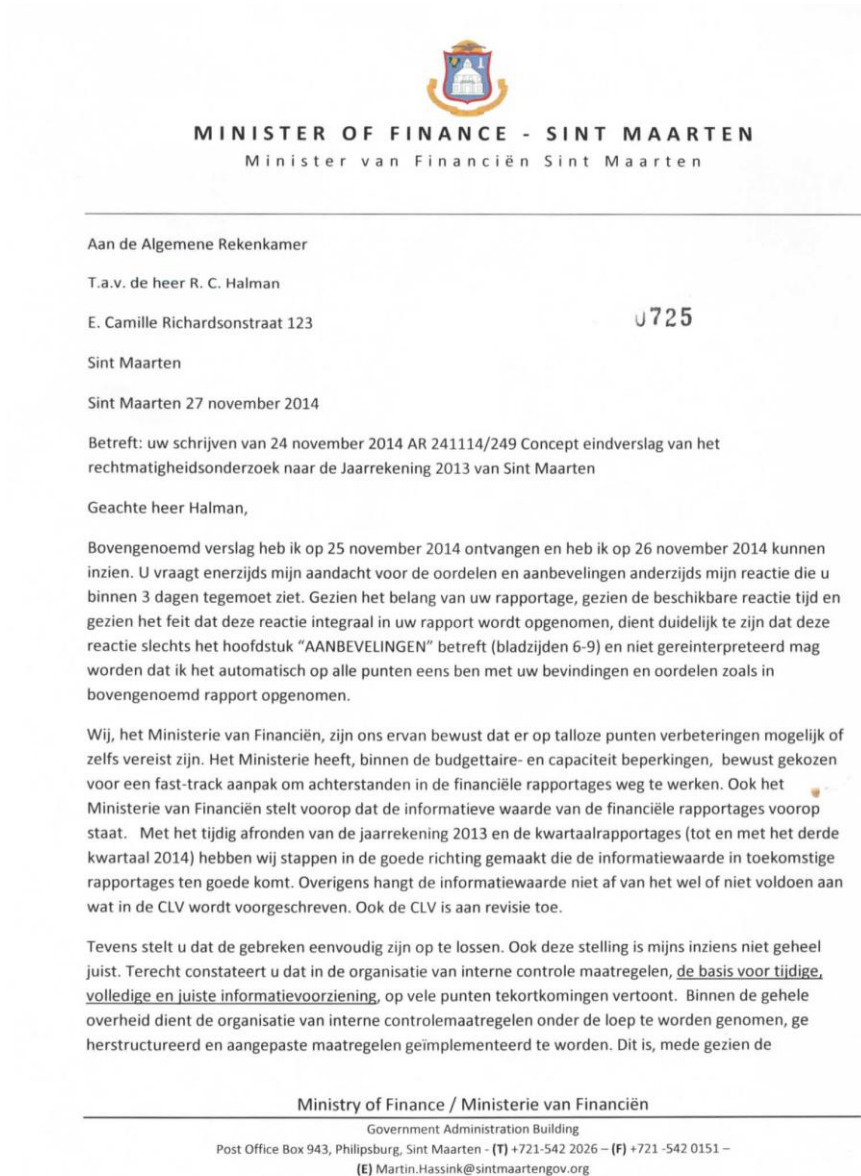 MINISTER OF FINANCE - SINT MAARTEN
Minister van Financiën Sint Maarten
Aan de Algemene Rekenkamer
T.a.v. de heer R. C. Halman
E. Camille Richardsonstraat 123
0725
Sint Maarten
Sint Maarten 27 november 2014
Betreft: uw schrijven van 24 november 2014 AR 241114/249 Concept eindverslag van het
rechtmatigheidsonderzoek naar de Jaarrekening 2013 van Sint Maarten
Geachte heer Halman,
Bovengenoemd verslag heb ik op 25 november 2014 ontvangen en heb ik op 26 november 2014 kunnen
inzien. U vraagt enerzijds mijn aandacht voor de oordelen en aanbevelingen anderzijds mijn reactie die u
binnen 3 dagen tegemoet ziet. Gezien het belang van uw rapportage, gezien de beschikbare reactie tijd en
gezien het feit dat deze reactie integraal in uw rapport wordt opgenomen, dient duidelijk te zijn dat deze
reactie slechts het hoofdstuk “AANBEVELINGEN” betreft (bladzijden 6-9) en niet gereinterpreteerd mag
worden dat ik het automatisch op alle punten eens ben met uw bevindingen en oordelen zoals in
bovengenoemd rapport opgenomen.
Wij, het Ministerie van Financiën, zijn ons ervan bewust dat er op talloze punten verbeteringen mogelijk of
zelfs vereist zijn. Het Ministerie heeft, binnen de budgettaire- en capaciteit beperkingen, bewust gekozen
voor een fast-track aanpak om achterstanden in de financiële rapportages weg te werken. Ook het
Ministerie van Financiën stelt voorop dat de informatieve waarde van de financiële rapportages voorop
staat. Met het tijdig afronden van de jaarrekening 2013 en de kwartaalrapportages (tot en met het derde
kwartaal 2014) hebben wij stappen in de goede richting gemaakt die de informatiewaarde in toekomstige
rapportages ten goede komt. Overigens hangt de informatiewaarde niet af van het wel of niet voldoen aan
wat in de CLV wordt voorgeschreven. Ook de CLV is aan revisie toe.
Tevens stelt u dat de gebreken eenvoudig zijn op te lossen. Ook deze stelling is mijns inziens niet geheel
juist. Terecht constateert u dat in de organisatie van interne controle maatregelen, de basis voor tijdige,
volledige en juiste informatievoorziening, op vele punten tekortkomingen vertoont. Binnen de gehele
overheid dient de organisatie van interne controlemaatregelen onder de loep te worden genomen, ge
herstructureerd en aangepaste maatregelen geïmplementeerd te worden. Dit is, mede gezien de
Ministry of Finance / Ministerie van Financiën
Government Administration Building
Post Office Box 943, Philipsburg, Sint Maarten - (T) +721-542 2026 – (F) +721 -542 0151 –
(E) Martin.Hassink@sintmaartengov.org